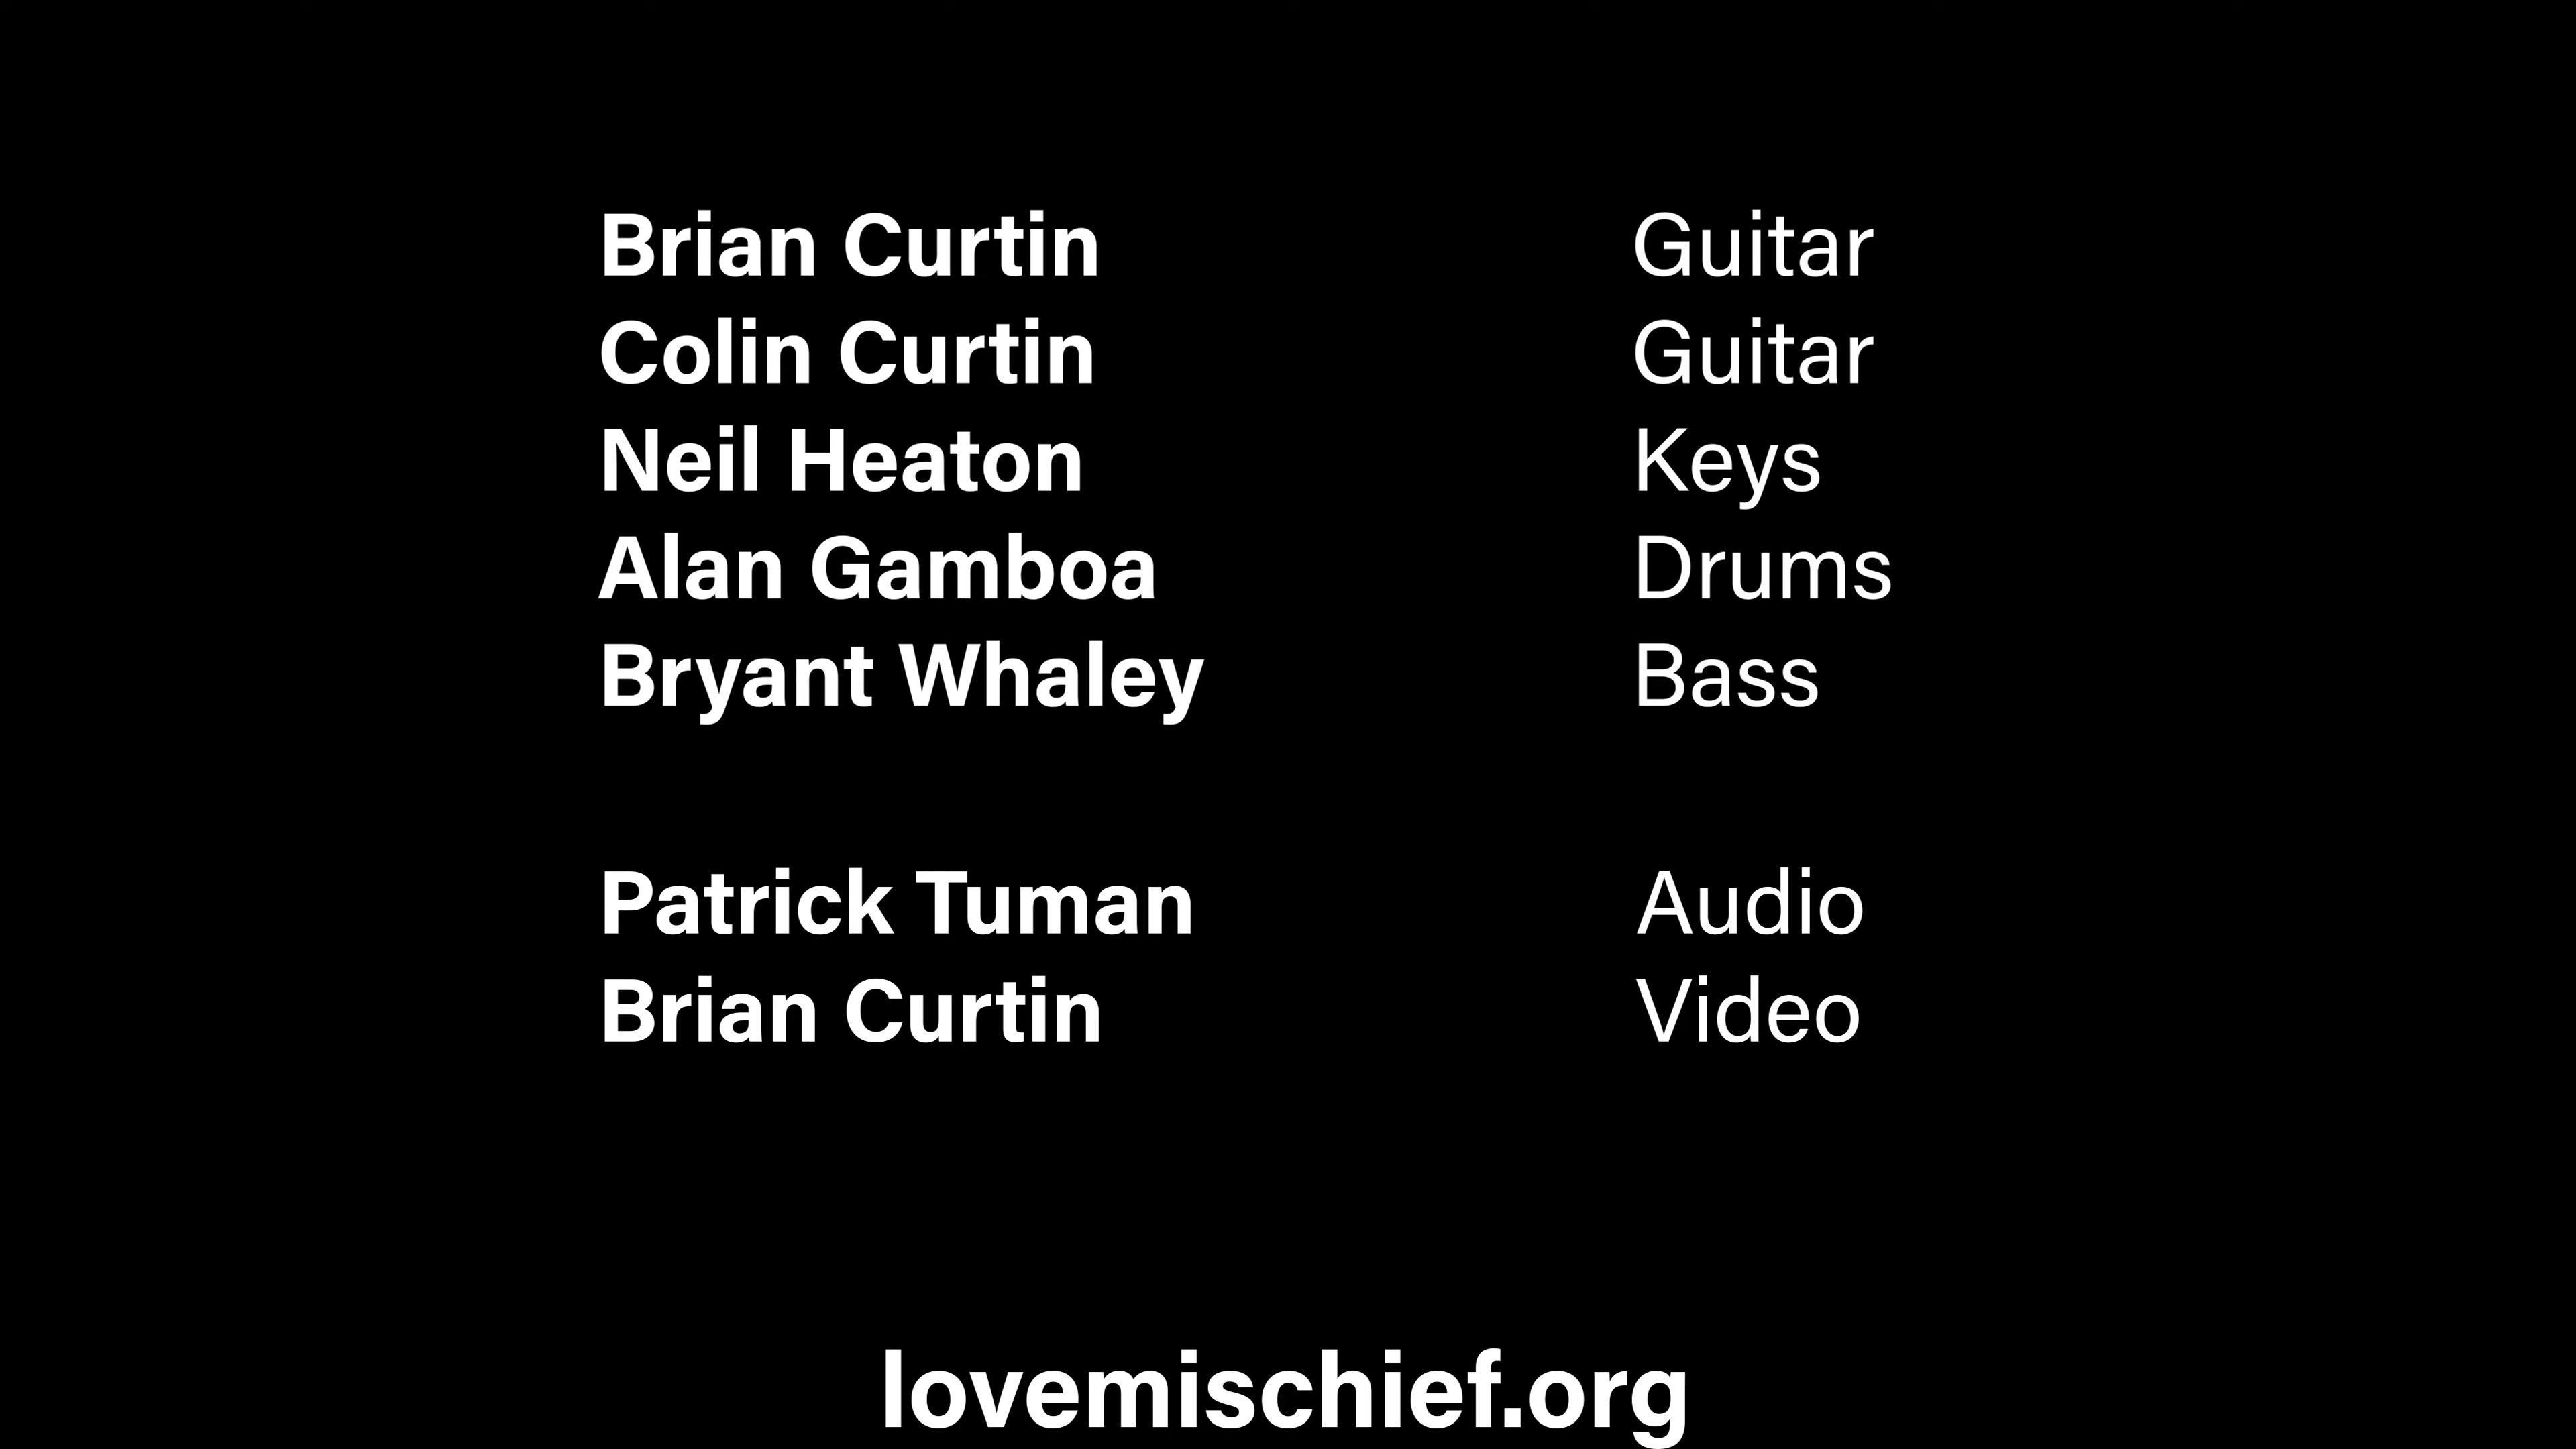 Brian Curtin Guitar
Colin Curtin Guitar
Neil Heaton Keys
Alan Gamboa Drums
Bryant Whaley Bass
Patrick Tuman Audio
Brian Curtin Video
lovemischief.org